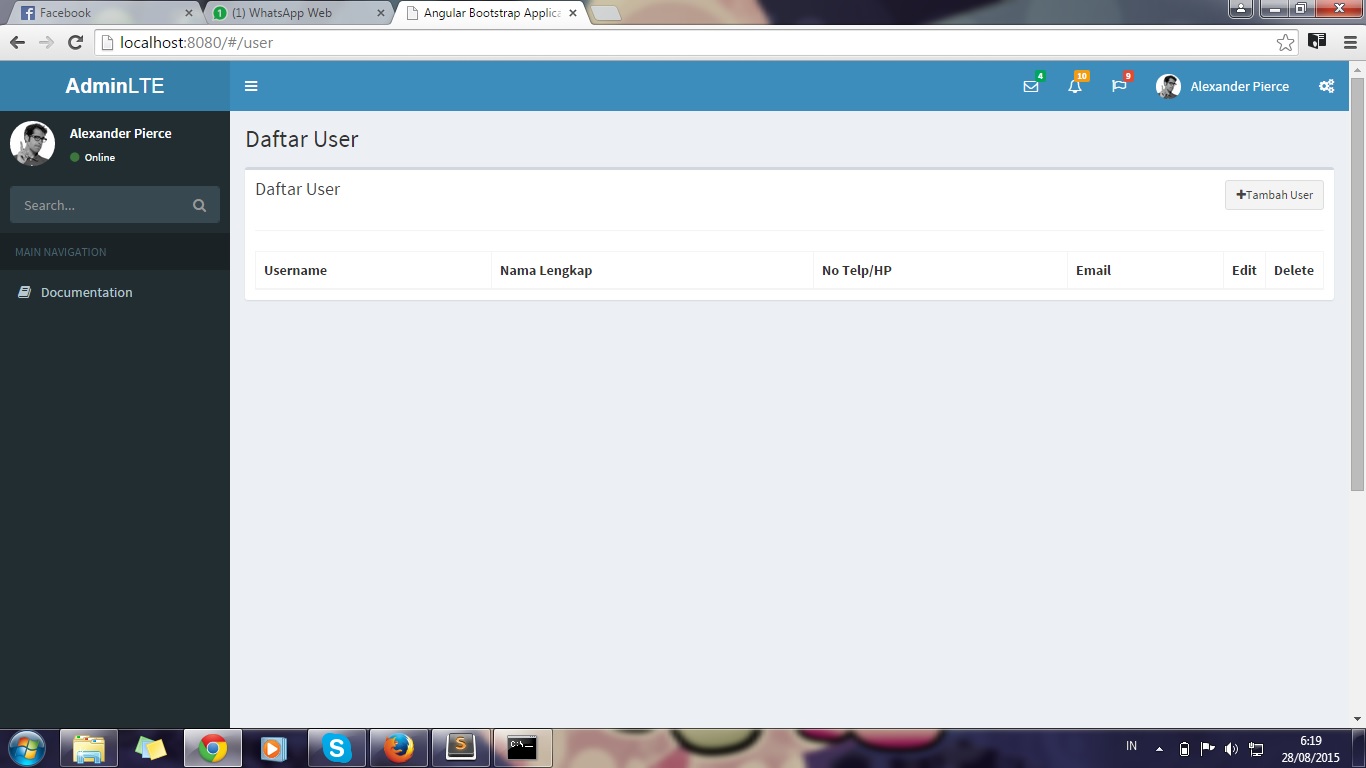 Facebook
(1) WhatsApp Web
Angular Bootstrap Applica
localhost:8080/#/user
AdminLTE
4
10
9
Alexander Pierce
Alexander Pierce
Online
Search...
MAIN NAVIGATION
Documentation
Daftar User
Daftar User
Tambah User
Username Nama Lengkap No Telp/HP Email Edit Delete
IN
6:19
28/08/2015